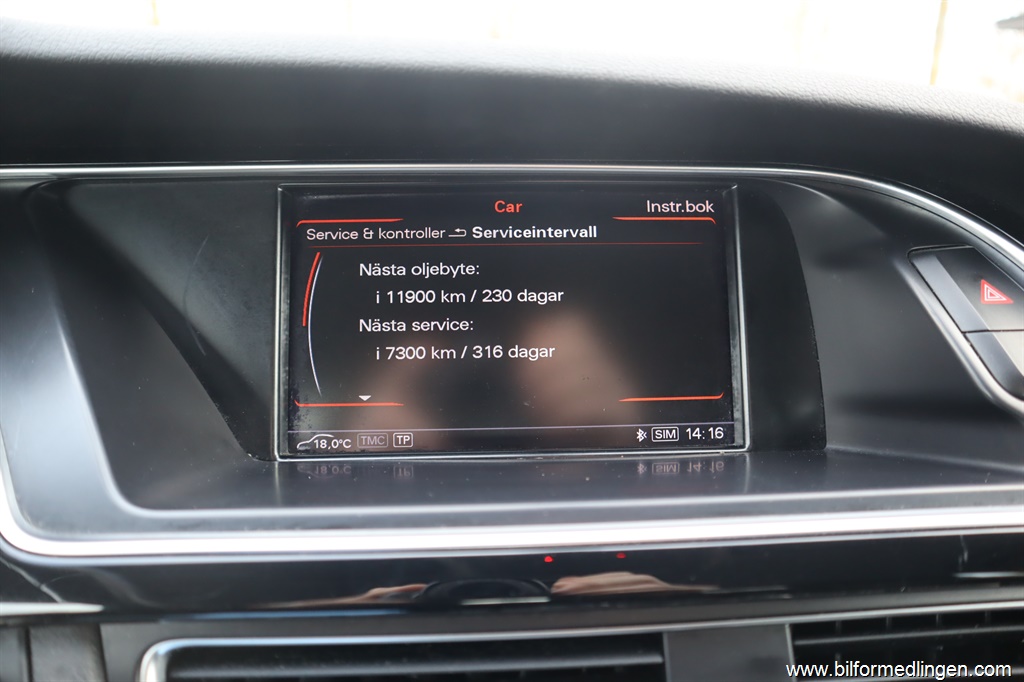 Car
Instr.bok
Service & kontroller Serviceintervall
Nästa oljebyte:
i 11900 km / 230 dagar
Nästa service:
i 7300 km / 316 dagar
18,0°C TMC TP SIM 14:16
www.bilformedlingen.com